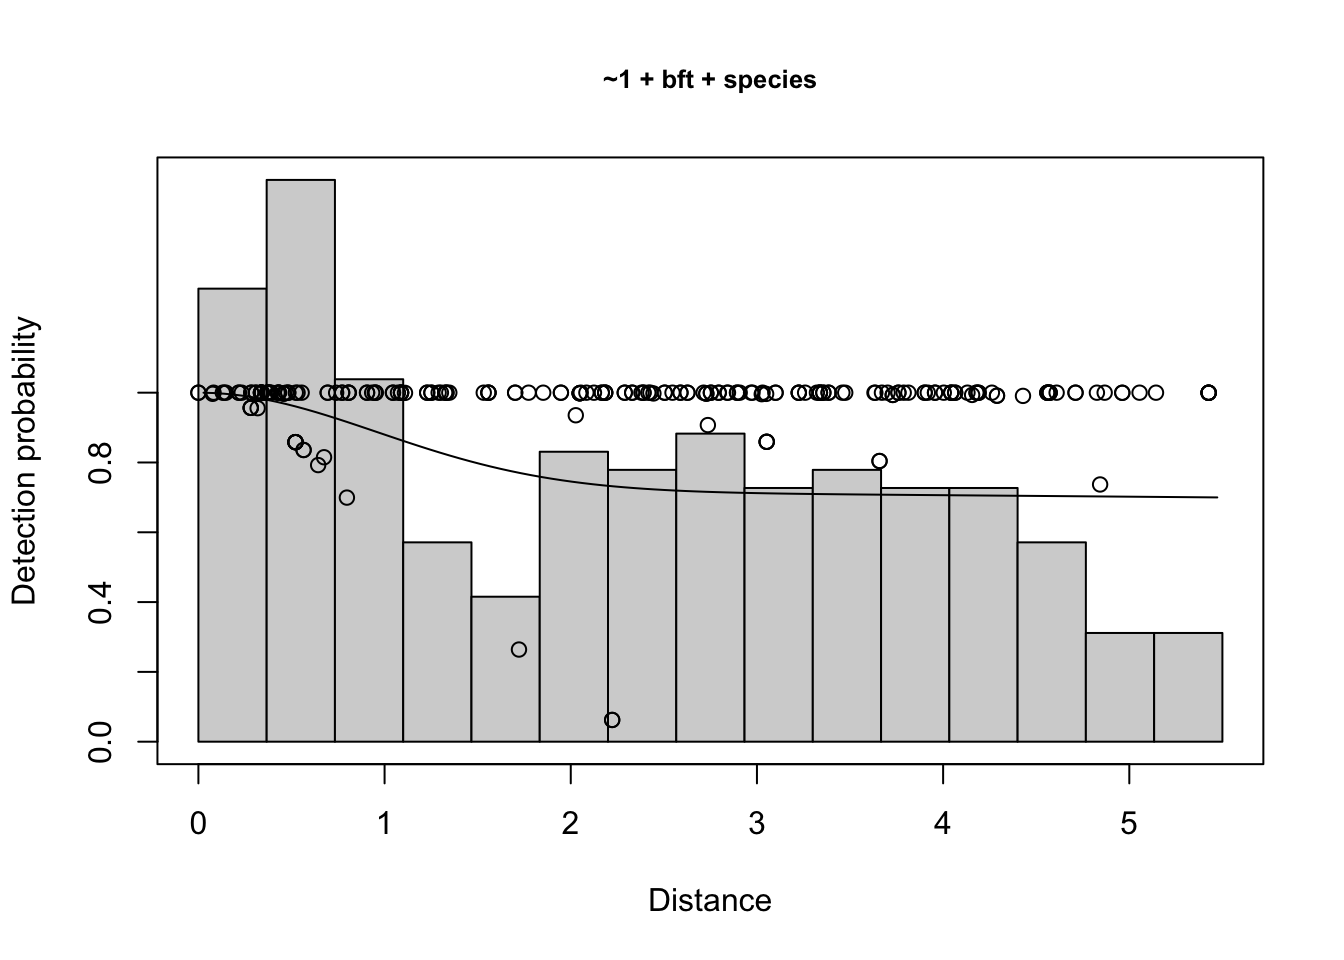 ~1 + bft + species
Detection probability
0.8
0.4
0.0
0 1 2 3 4 5
Distance